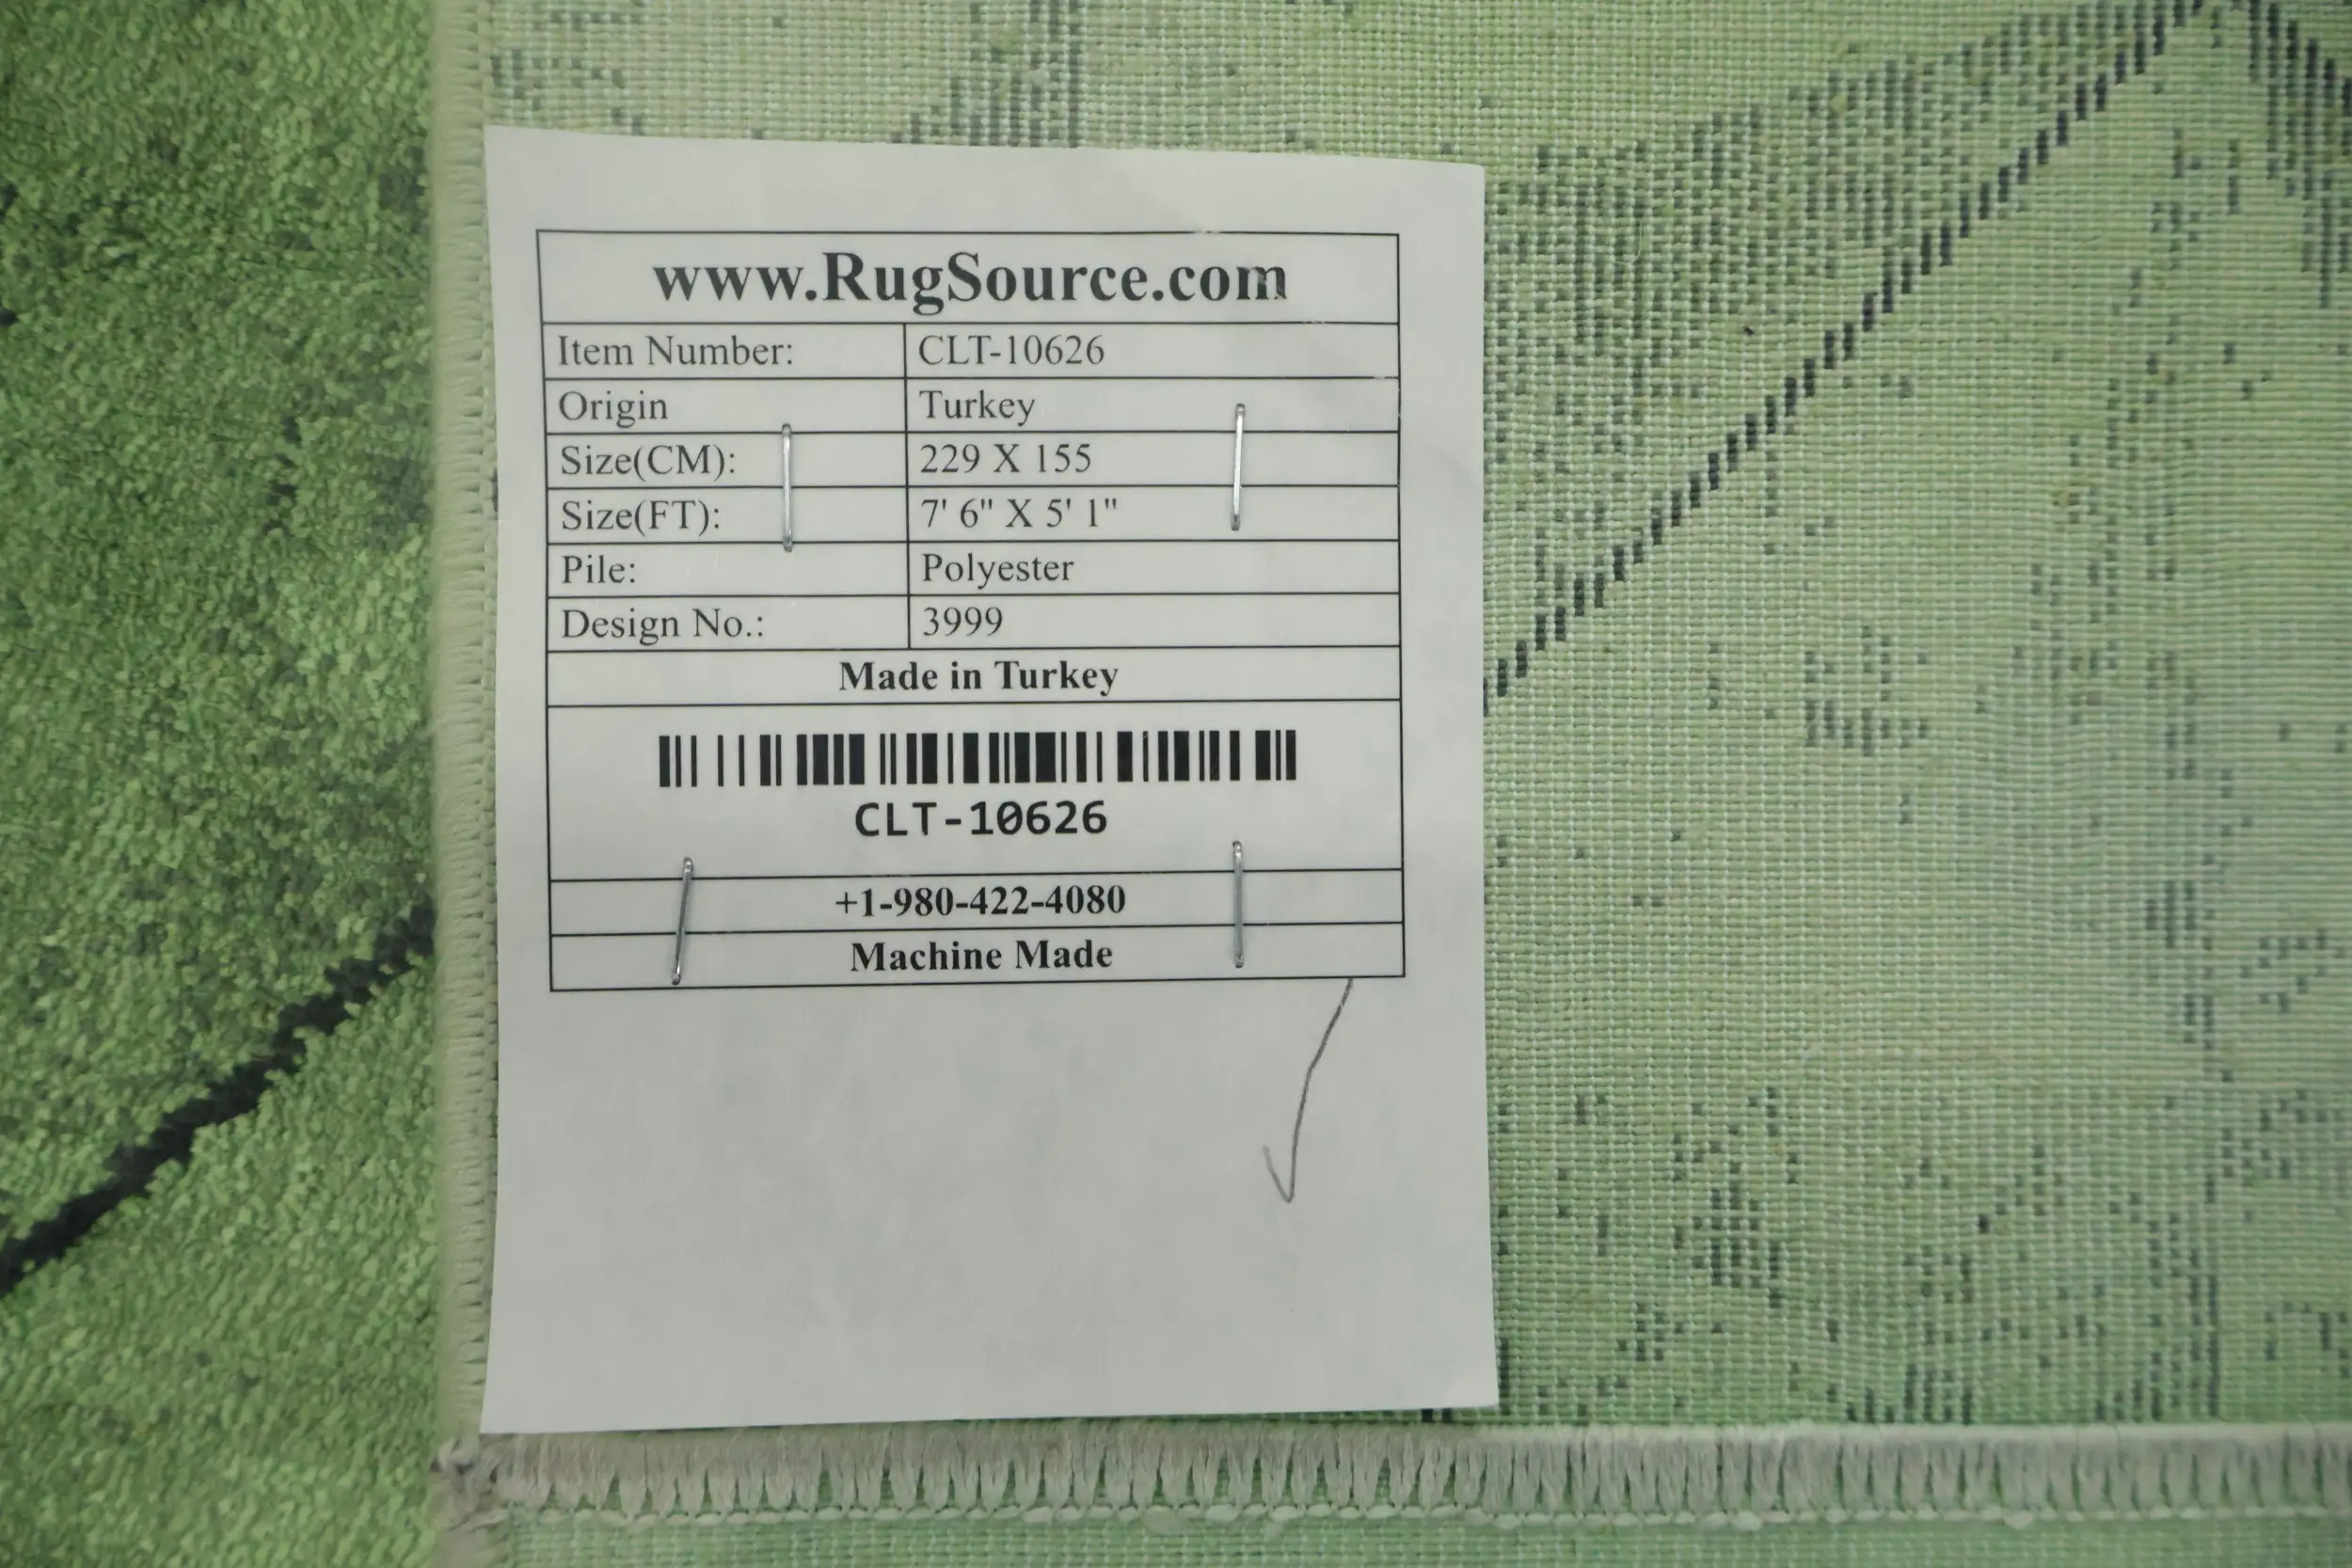 www.RugSource.com
Item Number: CLT-10626
Origin Turkey
Size(CM): 229 X 155
Size(FT): 7' 6" X 5' 1"
Pile: Polyester
Design No.: 3999
Made in Turkey
CLT-10626
+1-980-422-4080
Machine Made